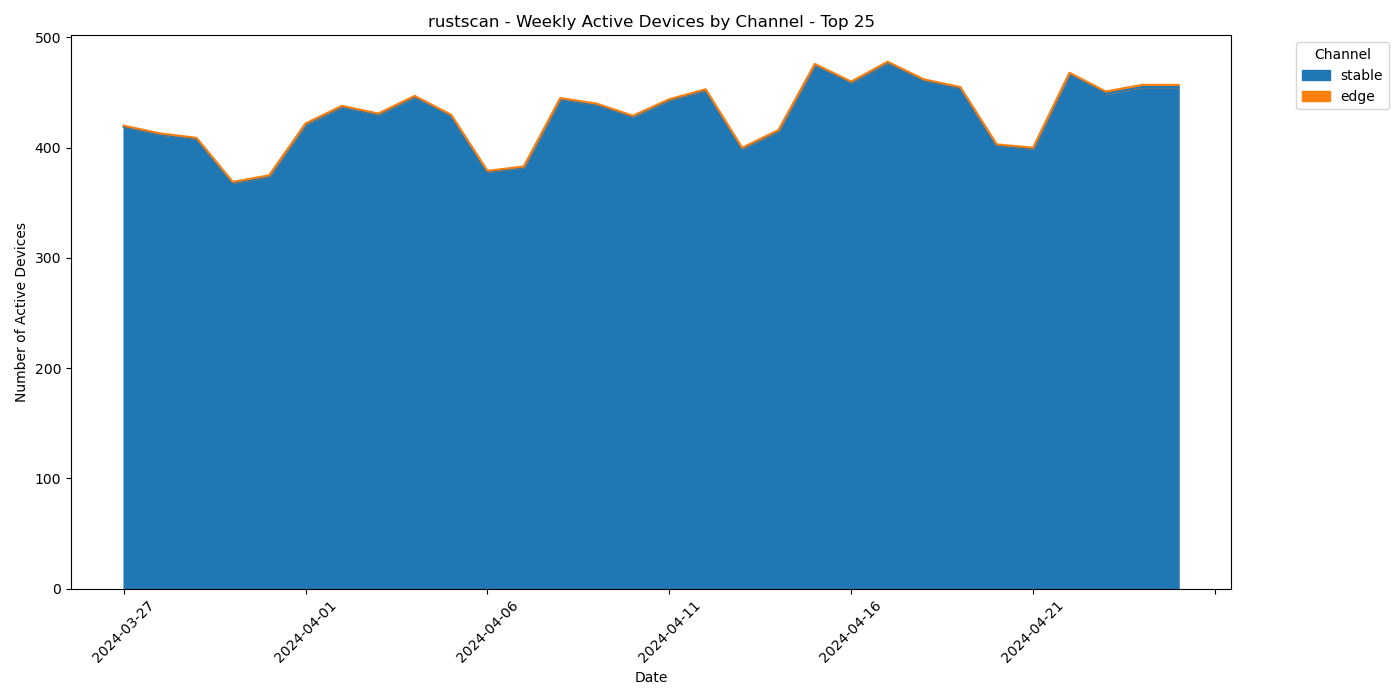 rustscan - Weekly Active Devices by Channel - Top 25
Channel
stable
edge
Number of Active Devices
500
400
300
200
100
0
2024-03-27
2024-04-01
2024-04-06
2024-04-11
2024-04-16
2024-04-21
Date